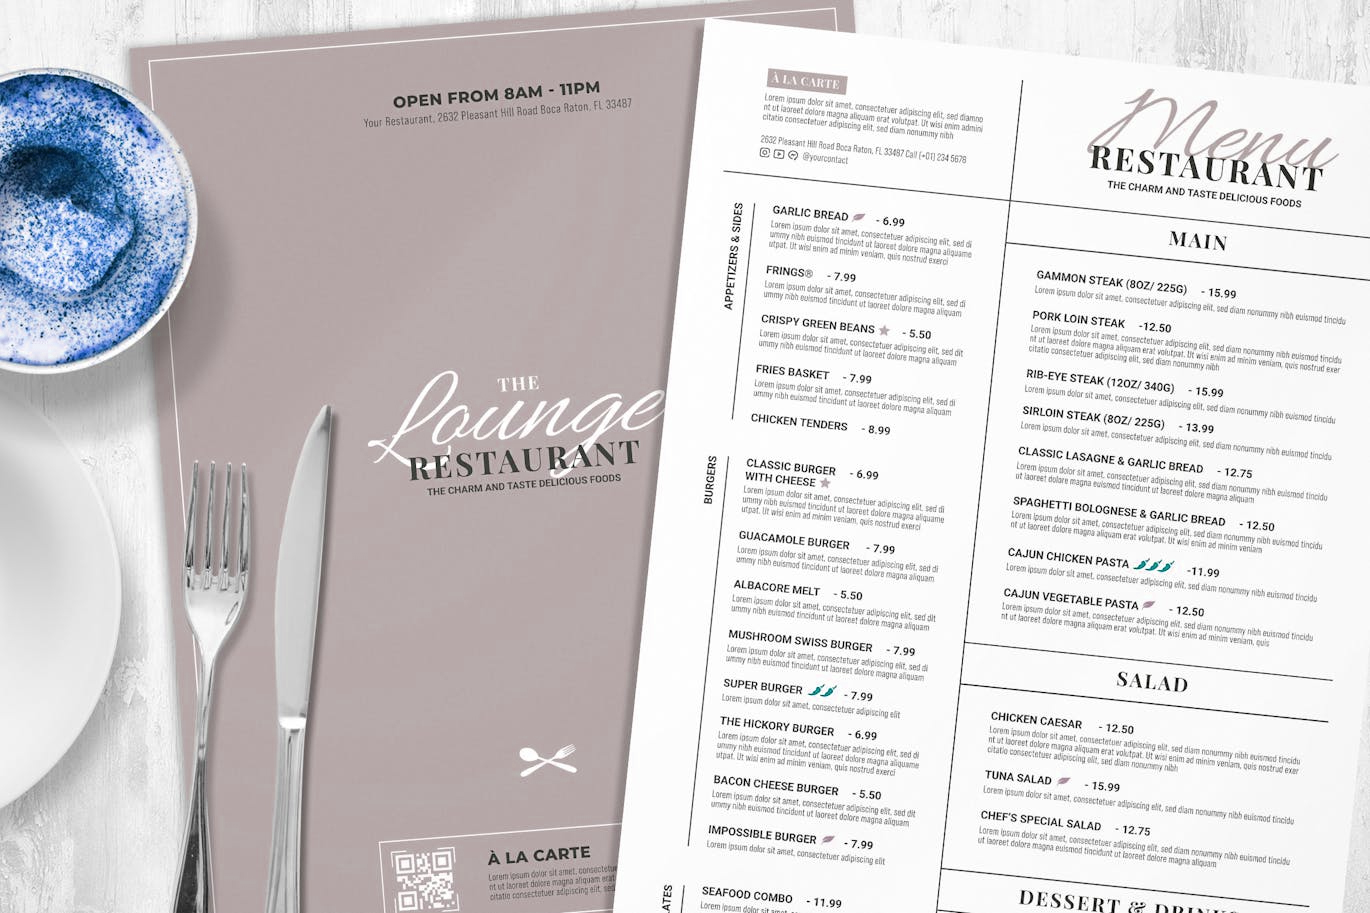 OPEN FROM 8AM - 11PM
Your Restaurant, 2632 Pleasant Hill Road Boca Raton, FL 33487
THE
Lounge
RESTAURANT
THE CHARM AND TASTE DELICIOUS FOODS
À LA CARTE
À LA CARTE
Lorem ipsum dolor sit amet, consectetuer adipiscing elit, sed diamno
nt ut laoreet dolore magna aliquam erat volutpat. Ut wisi enim admini
citatio consectetuer adipiscing elit, sed diam nonummy nibh
2632 Pleasant Hill Road Boca Raton, FL 33487 Call (+01) 234 5678
@yourcontact
APPETIZERS & SIDES
GARLIC BREAD - 6.99
Lorem ipsum dolor sit amet, consectetuer adipiscing elit, sed di
ummy nibh euismod tincidunt ut laoreet dolore magna aliquame
utpat. Ut wisi enim ad minim veniam, quis nostrud exerci
FRINGS® - 7.99
Lorem ipsum dolor sit amet, consectetuer adipiscing elit, sed di
ummy nibh euismod tincidunt ut laoreet dolore magna aliquam
CRISPY GREEN BEANS - 5.50
Lorem ipsum dolor sit amet, consectetuer adipiscing elit, sed dit
ummy nibh euismod tincidunt ut laoreet dolore magna aliquam
FRIES BASKET - 7.99
Lorem ipsum dolor sit amet, consectetuer adipiscing elit, sed di
ummy nibh euismod tincidunt ut laoreet dolore magna aliquam
CHICKEN TENDERS - 8.99
BURGERS
CLASSIC BURGER - 6.99
WITH CHEESE
Lorem ipsum dolor sit amet, consectetuer adipiscing elit, sed di
ummy nibh euismod tincidunt ut laoreet dolore magna aliquame
utpat. Ut wisi enim ad minim veniam, quis nostrud exerci
GUACAMOLE BURGER - 7.99
Lorem ipsum dolor sit amet, consectetuer adipiscing elit, sed di
ummy nibh euismod tincidunt ut laoreet dolore magna aliquam
ALBACORE MELT - 5.50
Lorem ipsum dolor sit amet, consectetuer adipiscing elit, sed dit
ummy nibh euismod tincidunt ut laoreet dolore magna aliquam
MUSHROOM SWISS BURGER - 7.99
Lorem ipsum dolor sit amet, consectetuer adipiscing elit, sed di
ummy nibh euismod tincidunt ut laoreet dolore magna aliquam
SUPER BURGER - 7.99
Lorem ipsum dolor sit amet, consectetuer adipiscing elit
THE HICKORY BURGER - 6.99
Lorem ipsum dolor sit amet, consectetuer adipiscing elit, sed di
ummy nibh euismod tincidunt ut laoreet dolore magna aliquame
utpat. Ut wisi enim ad minim veniam, quis nostrud exerci
BACON CHEESE BURGER - 5.50
Lorem ipsum dolor sit amet, consectetuer adipiscing elit, sed dit
ummy nibh euismod tincidunt ut laoreet dolore magna aliquam
IMPOSSIBLE BURGER - 7.99
Lorem ipsum dolor sit amet, consectetuer adipiscing elit
SEAFOOD COMBO - 11.99
Menu
RESTAURANT
THE CHARM AND TASTE DELICIOUS FOODS
MAIN
GAMMON STEAK (8OZ/ 225G) - 15.99
Lorem ipsum dolor sit amet, consectetuer adipiscing elit, sed diam nonummy nibh euismod tincidu
PORK LOIN STEAK -12.50
Lorem ipsum dolor sit amet, consectetuer adipiscing elit, sed diam nonummy nibh euismod tincidu
nt ut laoreet dolore magna aliquam erat volutpat. Ut wisi enim ad minim veniam, quis nostrud exer
citatio consectetuer adipiscing elit, sed diam nonummy nibh
RIB-EYE STEAK (12OZ/ 340G) - 15.99
Lorem ipsum dolor sit amet, consectetuer adipiscing elit, sed diam nonummy nibh euismod tincidu
SIRLOIN STEAK (8OZ/ 225G) - 13.99
Lorem ipsum dolor sit amet, consectetuer adipiscing elit, sed diam nonummy nibh euismod tincidu
CLASSIC LASAGNE & GARLIC BREAD - 12.75
Lorem ipsum dolor sit amet, consectetuer adipiscing elit, sed diam nonummy nibh euismod tincidu
nt ut laoreet dolore magna aliquam erat volutpat. Ut wisi enim ad minim veniam, quis
SPAGHETTI BOLOGNESE & GARLIC BREAD - 12.50
Lorem ipsum dolor sit amet, consectetuer adipiscing elit, sed diam nonummy nibh euismod tincidu
nt ut laoreet dolore magna aliquam erat volutpat. Ut wisi enim ad minim veniam
CAJUN CHICKEN PASTA -11.99
Lorem ipsum dolor sit amet, consectetuer adipiscing elit, sed diam nonummy nibh euismod tincidu
CAJUN VEGETABLE PASTA - 12.50
Lorem ipsum dolor sit amet, consectetuer adipiscing elit, sed diam nonummy nibh euismod tincidu
nt ut laoreet dolore magna aliquam erat volutpat. Ut wisi enim ad minim veniam, quis
SALAD
CHICKEN CAESAR - 12.50
Lorem ipsum dolor sit amet, consectetuer adipiscing elit, sed diam nonummy nibh euismod tincidu
nt ut laoreet dolore magna aliquam erat volutpat. Ut wisi enim ad minim veniam, quis nostrud exer
citatio consectetuer adipiscing elit, sed diam nonummy nibh
TUNA SALAD - 15.99
Lorem ipsum dolor sit amet, consectetuer adipiscing elit, sed diam nonummy nibh euismod tincidu
CHEF'S SPECIAL SALAD - 12.75
Lorem ipsum dolor sit amet, consectetuer adipiscing elit, sed diam nonummy nibh euismod tincidu
nt ut laoreet dolore magna aliquam erat volutpat. Ut wisi enim ad minim veniam, quis
DESSERT &